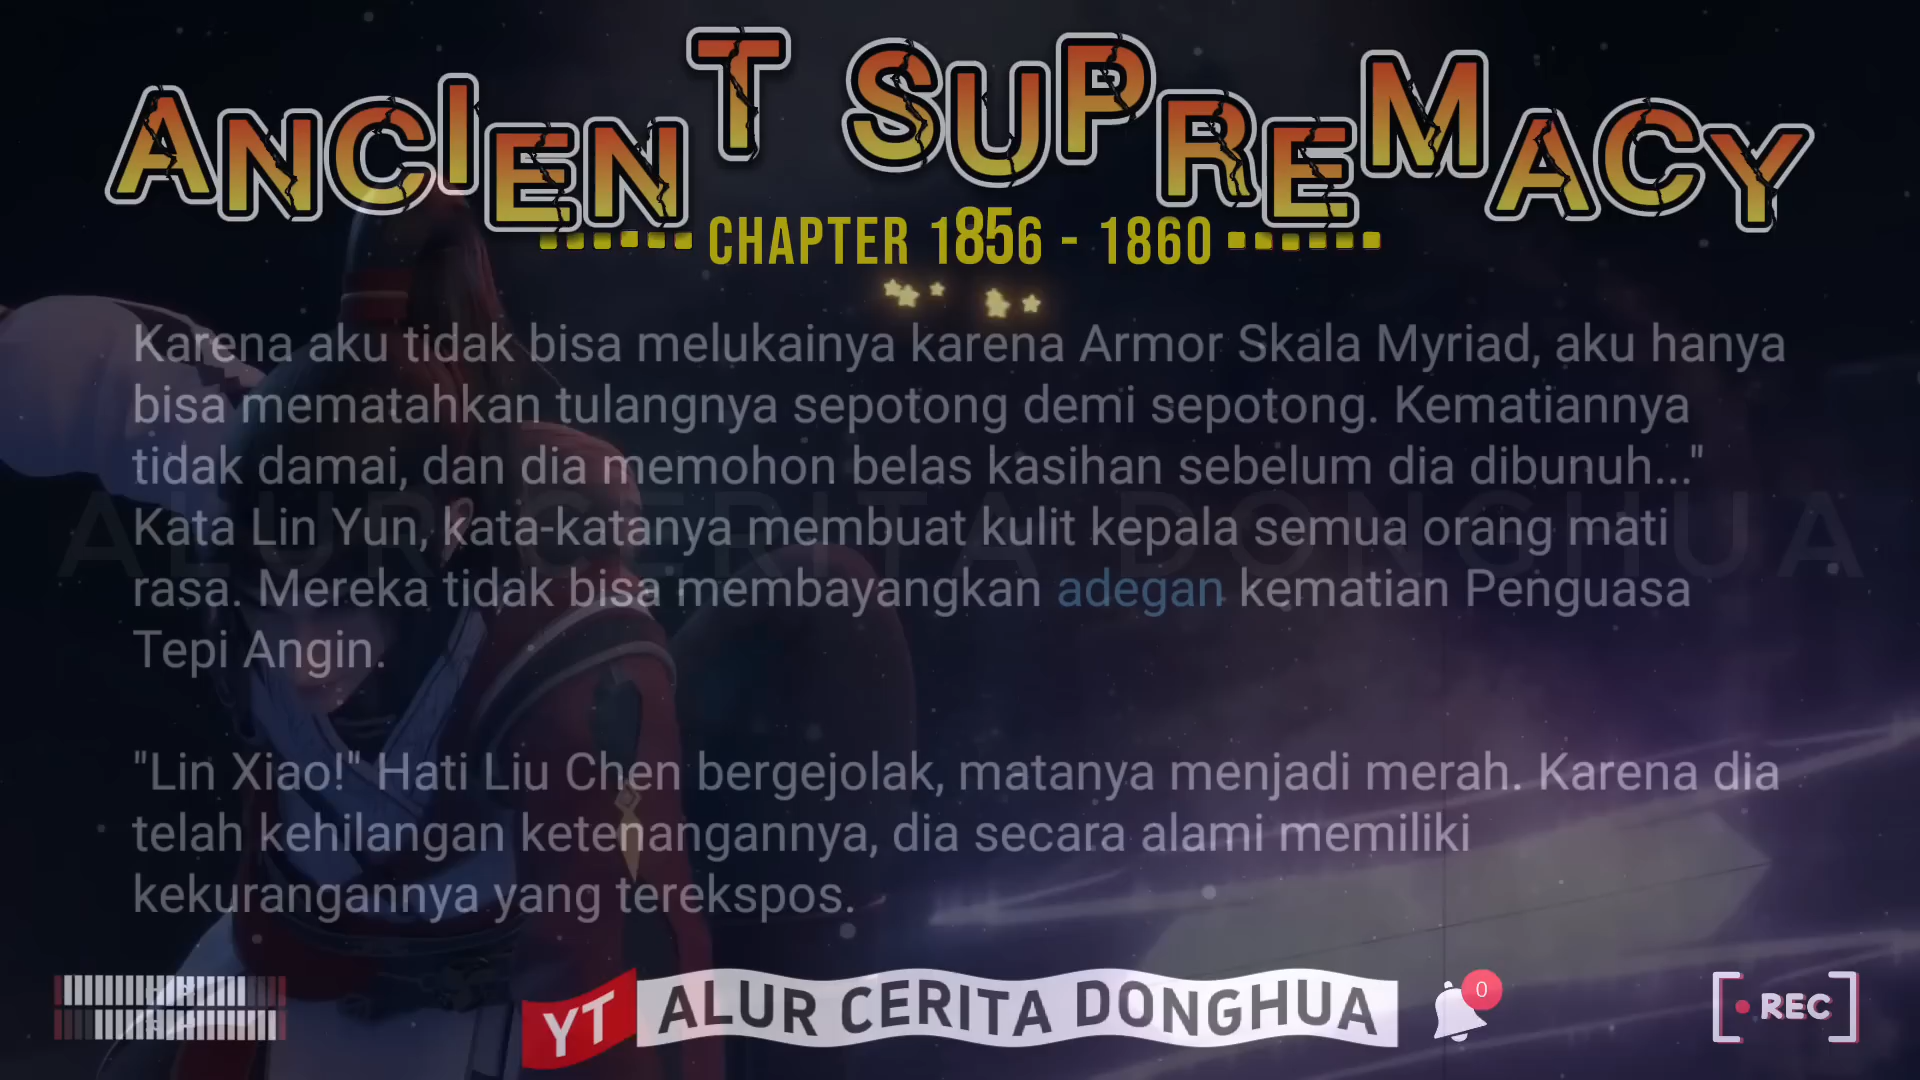 ANCIENT SUPREMACY
CHAPTER 1856 - 1860
Karena aku tidak bisa melukainya karena Armor Skala Myriad, aku hanya
bisa mematahkan tulangnya sepotong demi sepotong. Kematiannya
tidak damai, dan dia memohon belas kasihan sebelum dia dibunuh..."
ALUR CERITA DONGHUA
Kata Lin Yun, kata-katanya membuat kulit kepala semua orang mati
rasa. Mereka tidak bisa membayangkan adegan kematian Penguasa
Tepi Angin.
"Lin Xiao!" Hati Liu Chen bergejolak, matanya menjadi merah. Karena dia
telah kehilangan ketenangannya, dia secara alami memiliki
kekurangannya yang terekspos.
YT ALUR CERITA DONGHUA
0
REC